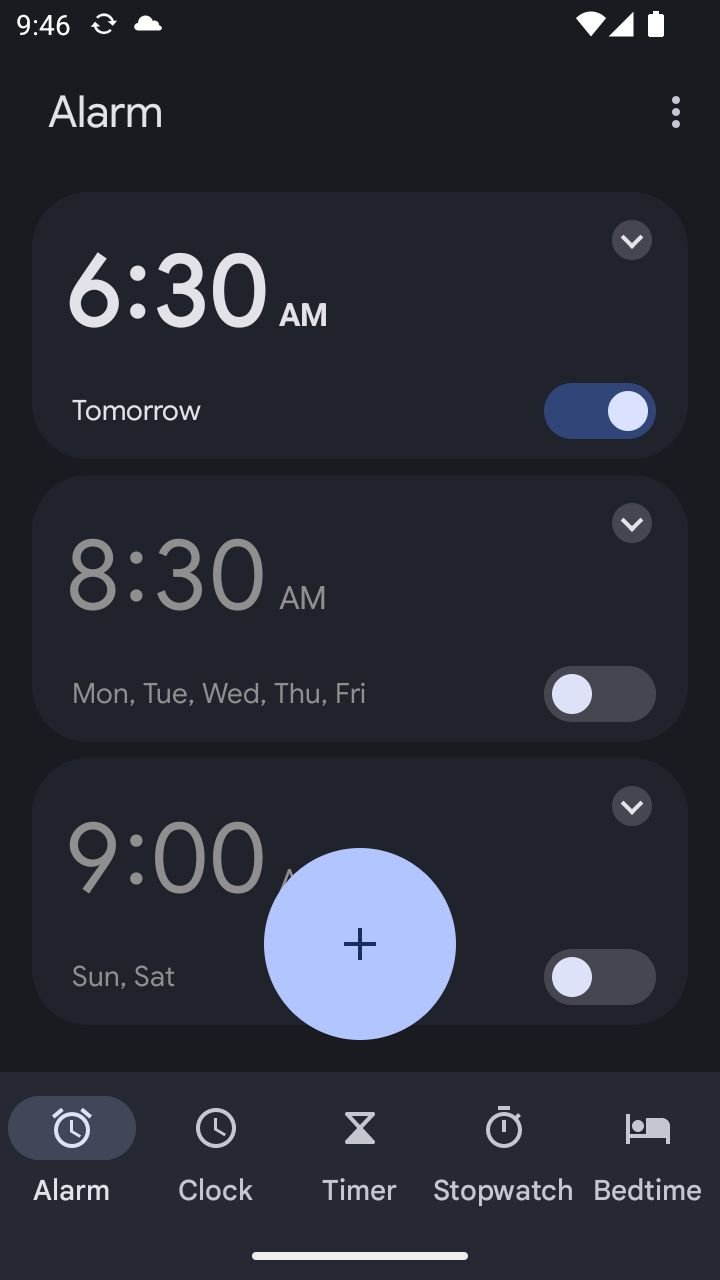 9:46
Alarm
6:30 AM
Tomorrow
8:30 AM
Mon, Tue, Wed, Thu, Fri
9:00
Sun, Sat
Alarm Clock Timer Stopwatch Bedtime